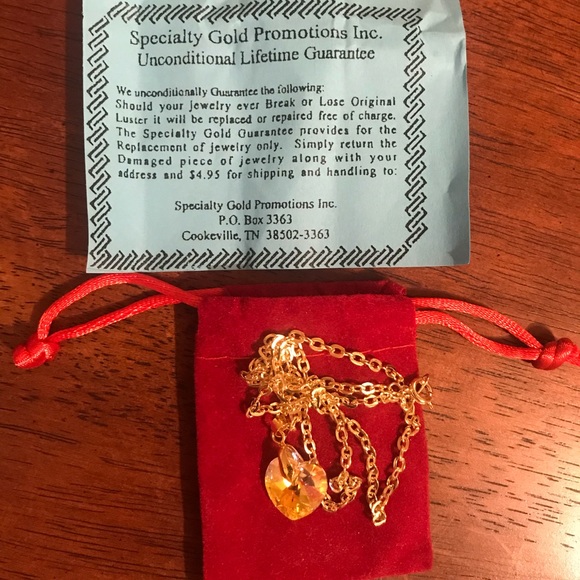 Specialty Gold Promotions Inc.
Unconditional Lifetime Guarantee
We unconditionally Guarantee the following:
Should your jewelry ever Break or Lose Original
Luster it will be replaced or repaired free of charge.
The Specialty Gold Guarantee provides for the
Replacement of jewelry only. Simply return the
Damaged piece of jewelry along with your
address and $4.95 for shipping and handling to:
Specialty Gold Promotions Inc.
P.O. Box 3363
Cookeville, TN 38502-3363